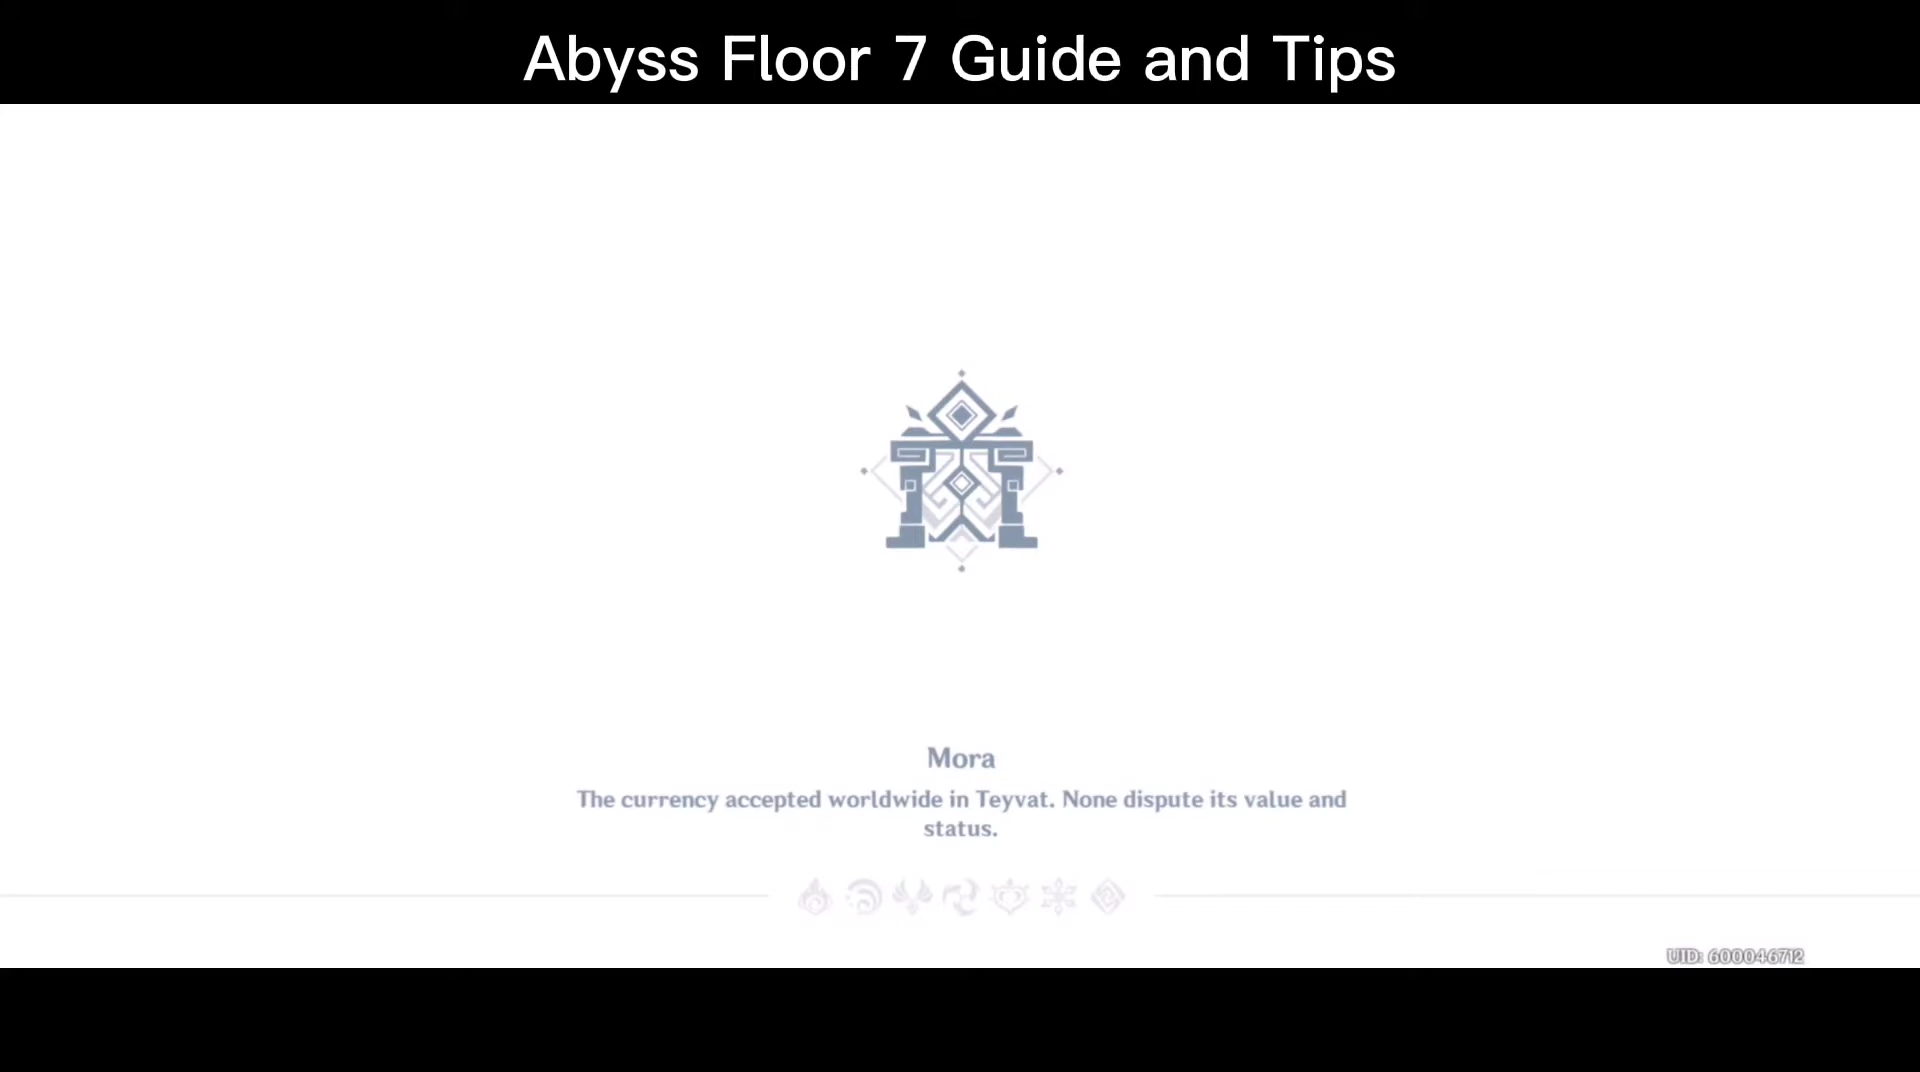 Abyss Floor 7 Guide and Tips
Mora
The currency accepted worldwide in Teyvat. None dispute its value and
status.
UID: 600046712